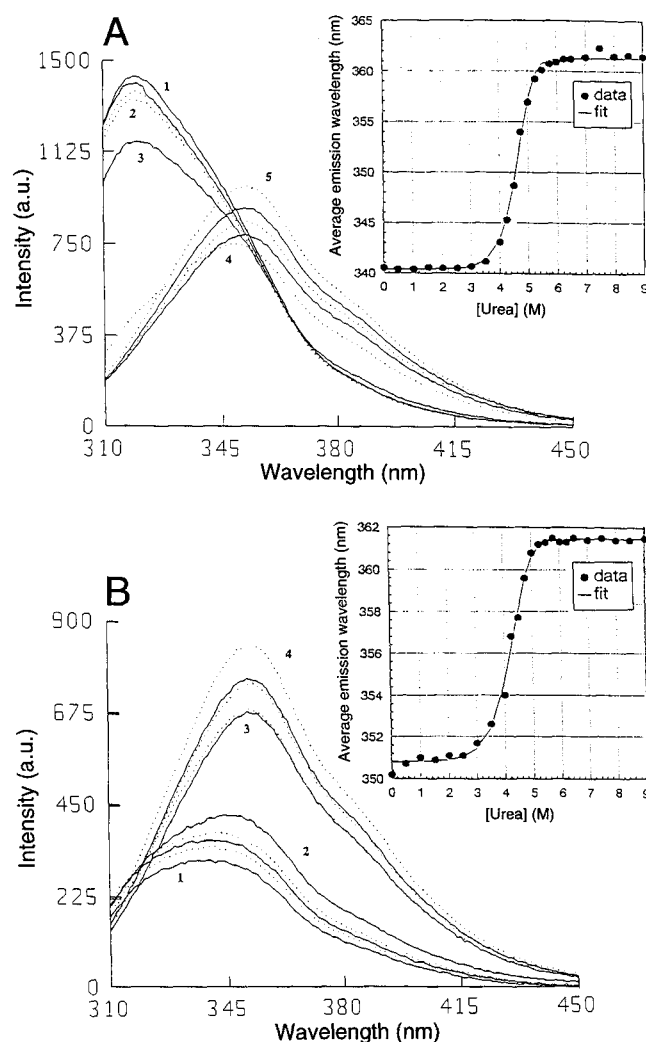 A
1500
1125
750
375
0
310
345
380
415
450
Intensity (a.u.)
Wavelength (nm)
1
2
3
5
4
365
360
355
350
345
340
0 1 2 3 4 5 6 7 8 9
Average emission wavelength (nm)
[Urea] (M)
data
fit
B
900
675
450
225
0
310
345
380
415
450
Intensity (a.u.)
Wavelength (nm)
4
3
2
1
362
360
358
356
354
352
350
0 1 2 3 4 5 6 7 8 9
Average emission wavelength (nm)
[Urea] (M)
data
fit